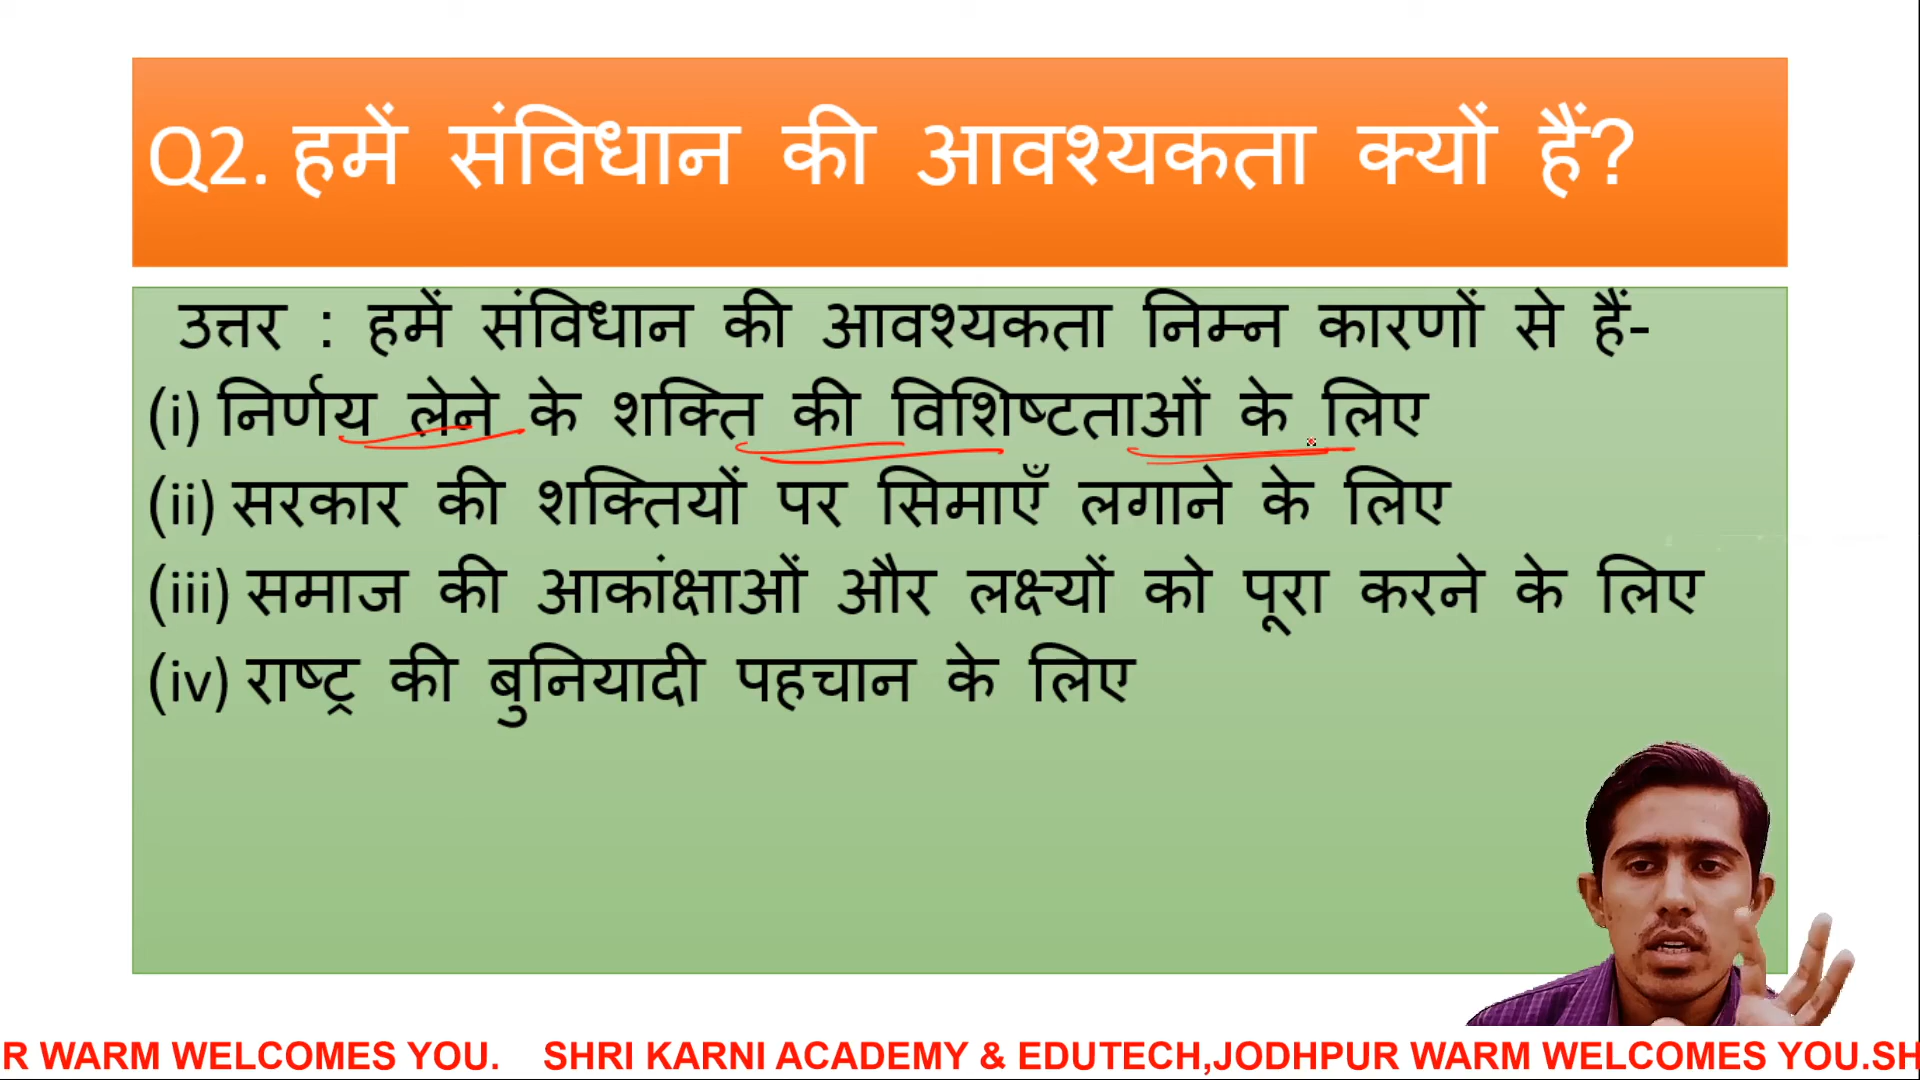 Q2. हमें संविधान की आवश्यकता क्यों हैं?
उत्तर : हमें संविधान की आवश्यकता निम्न कारणों से हैं-
(i) निर्णय लेने के शक्ति की विशिष्टताओं के लिए
(ii) सरकार की शक्तियों पर सिमाएँ लगाने के लिए
(iii) समाज की आकांक्षाओं और लक्ष्यों को पूरा करने के लिए
(iv) राष्ट्र की बुनियादी पहचान के लिए
R WARM WELCOMES YOU. SHRI KARNI ACADEMY & EDUTECH,JODHPUR WARM WELCOMES YOU.SH